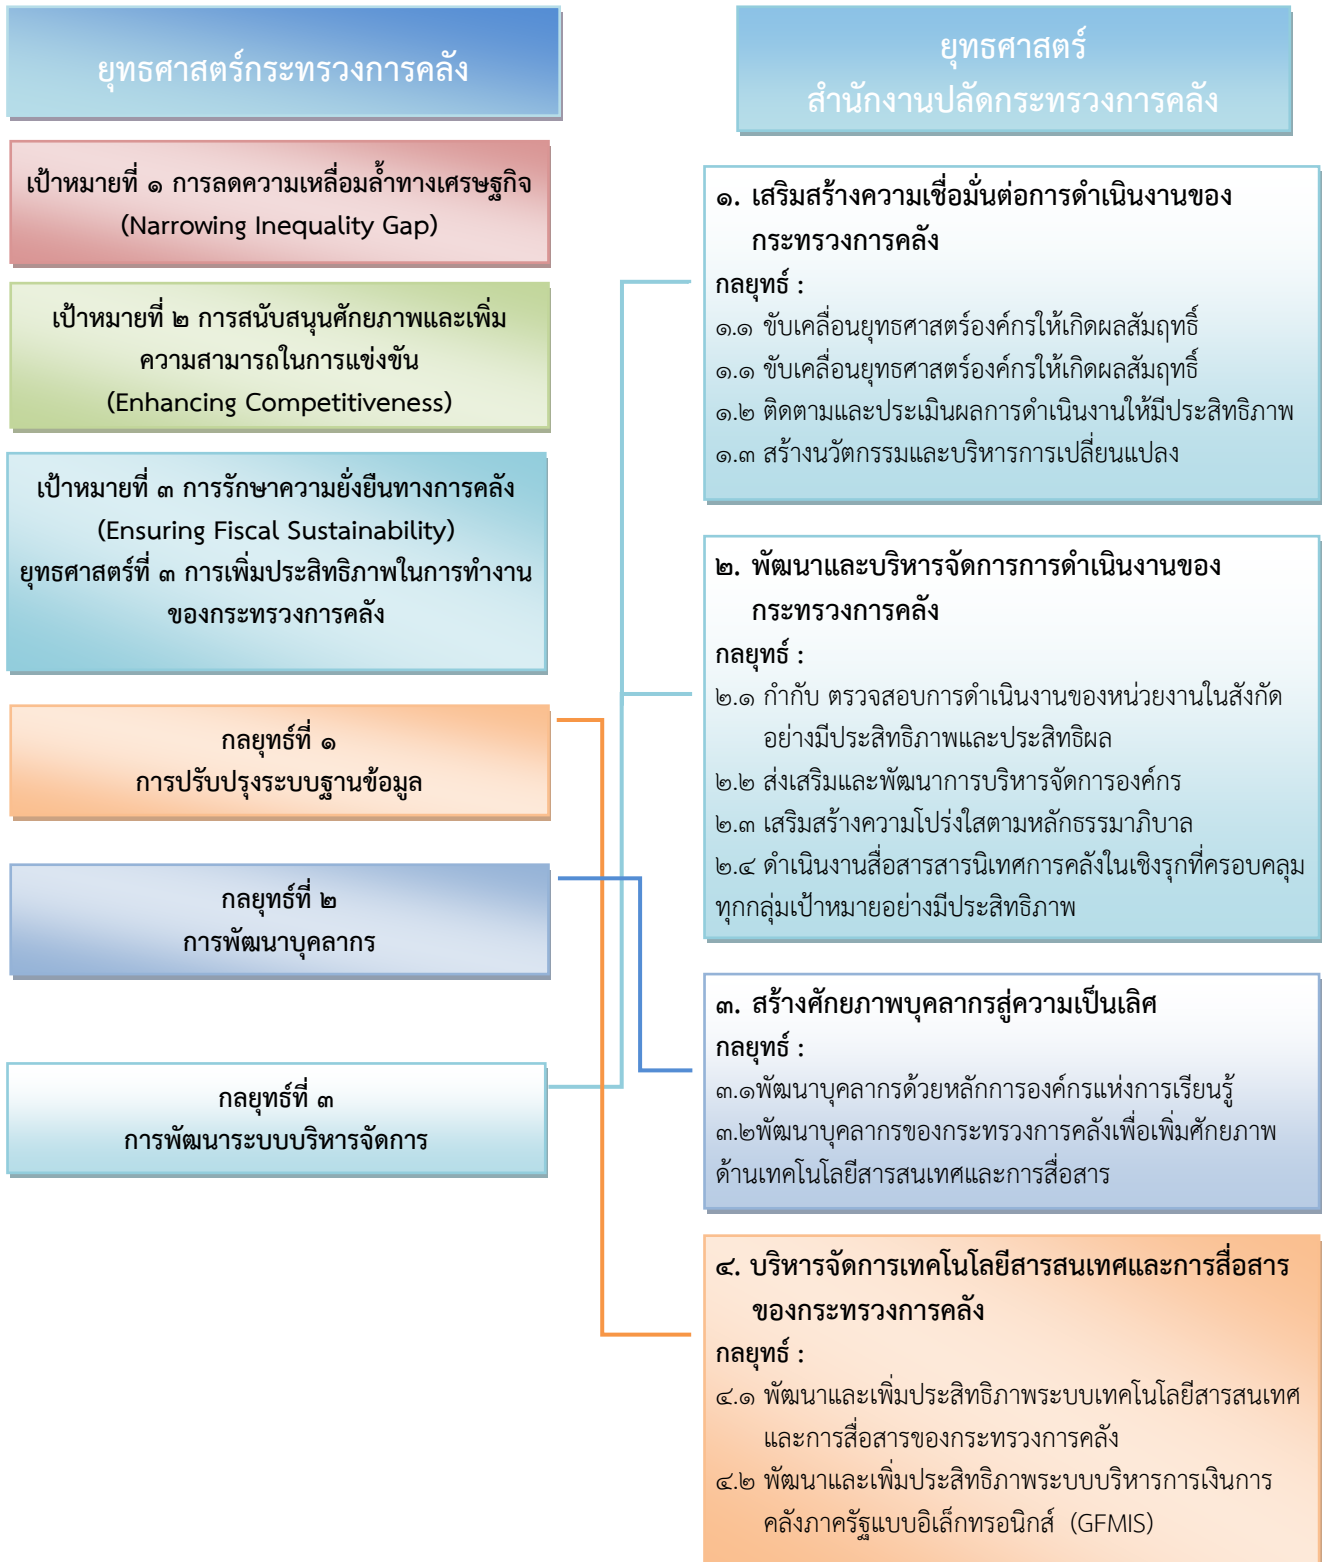 ยุทธศาสตร์กระทรวงการคลัง
เป้าหมายที่ ๑ การลดความเหลื่อมล้ำทางเศรษฐกิจ
(Narrowing Inequality Gap)
เป้าหมายที่ ๒ การสนับสนุนศักยภาพและเพิ่ม
ความสามารถในการแข่งขัน
(Enhancing Competitiveness)
เป้าหมายที่ ๓ การรักษาความยั่งยืนทางการคลัง
(Ensuring Fiscal Sustainability)
ยุทธศาสตร์ที่ ๓ การเพิ่มประสิทธิภาพในการทำงาน
ของกระทรวงการคลัง
กลยุทธ์ที่ ๑
การปรับปรุงระบบฐานข้อมูล
กลยุทธ์ที่ ๒
การพัฒนาบุคลากร
กลยุทธ์ที่ ๓
การพัฒนาระบบบริหารจัดการ
ยุทธศาสตร์
สำนักงานปลัดกระทรวงการคลัง
๑. เสริมสร้างความเชื่อมั่นต่อการดำเนินงานของ
กระทรวงการคลัง
กลยุทธ์ :
๑.๑ ขับเคลื่อนยุทธศาสตร์องค์กรให้เกิดผลสัมฤทธิ์
๑.๑ ขับเคลื่อนยุทธศาสตร์องค์กรให้เกิดผลสัมฤทธิ์
๑.๒ ติดตามและประเมินผลการดำเนินงานให้มีประสิทธิภาพ
๑.๓ สร้างนวัตกรรมและบริหารการเปลี่ยนแปลง
๒. พัฒนาและบริหารจัดการการดำเนินงานของ
กระทรวงการคลัง
กลยุทธ์ :
๒.๑ กำกับ ตรวจสอบการดำเนินงานของหน่วยงานในสังกัด
อย่างมีประสิทธิภาพและประสิทธิผล
๒.๒ ส่งเสริมและพัฒนาการบริหารจัดการองค์กร
๒.๓ เสริมสร้างความโปร่งใสตามหลักธรรมาภิบาล
๒.๔ ดำเนินงานสื่อสารสารนิเทศการคลังในเชิงรุกที่ครอบคลุม
ทุกกลุ่มเป้าหมายอย่างมีประสิทธิภาพ
๓. สร้างศักยภาพบุคลากรสู่ความเป็นเลิศ
กลยุทธ์ :
๓.๑พัฒนาบุคลากรด้วยหลักการองค์กรแห่งการเรียนรู้
๓.๒พัฒนาบุคลากรของกระทรวงการคลังเพื่อเพิ่มศักยภาพ
ด้านเทคโนโลยีสารสนเทศและการสื่อสาร
๔. บริหารจัดการเทคโนโลยีสารสนเทศและการสื่อสาร
ของกระทรวงการคลัง
กลยุทธ์ :
๔.๑ พัฒนาและเพิ่มประสิทธิภาพระบบเทคโนโลยีสารสนเทศ
และการสื่อสารของกระทรวงการคลัง
๔.๒ พัฒนาและเพิ่มประสิทธิภาพระบบบริหารการเงินการ
คลังภาครัฐแบบอิเล็กทรอนิกส์ (GFMIS)